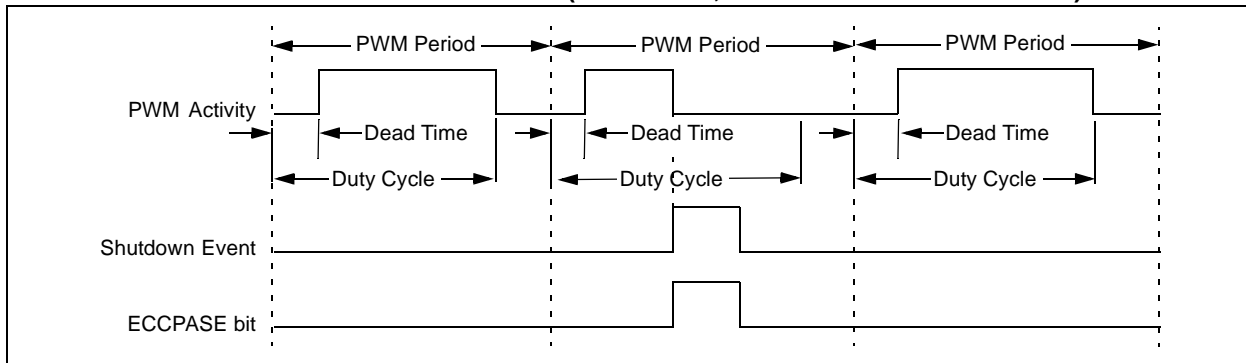 PWM Period PWM Period PWM Period
PWM Activity
Dead Time Dead Time Dead Time
Duty Cycle Duty Cycle Duty Cycle
Shutdown Event
ECCPASE bit